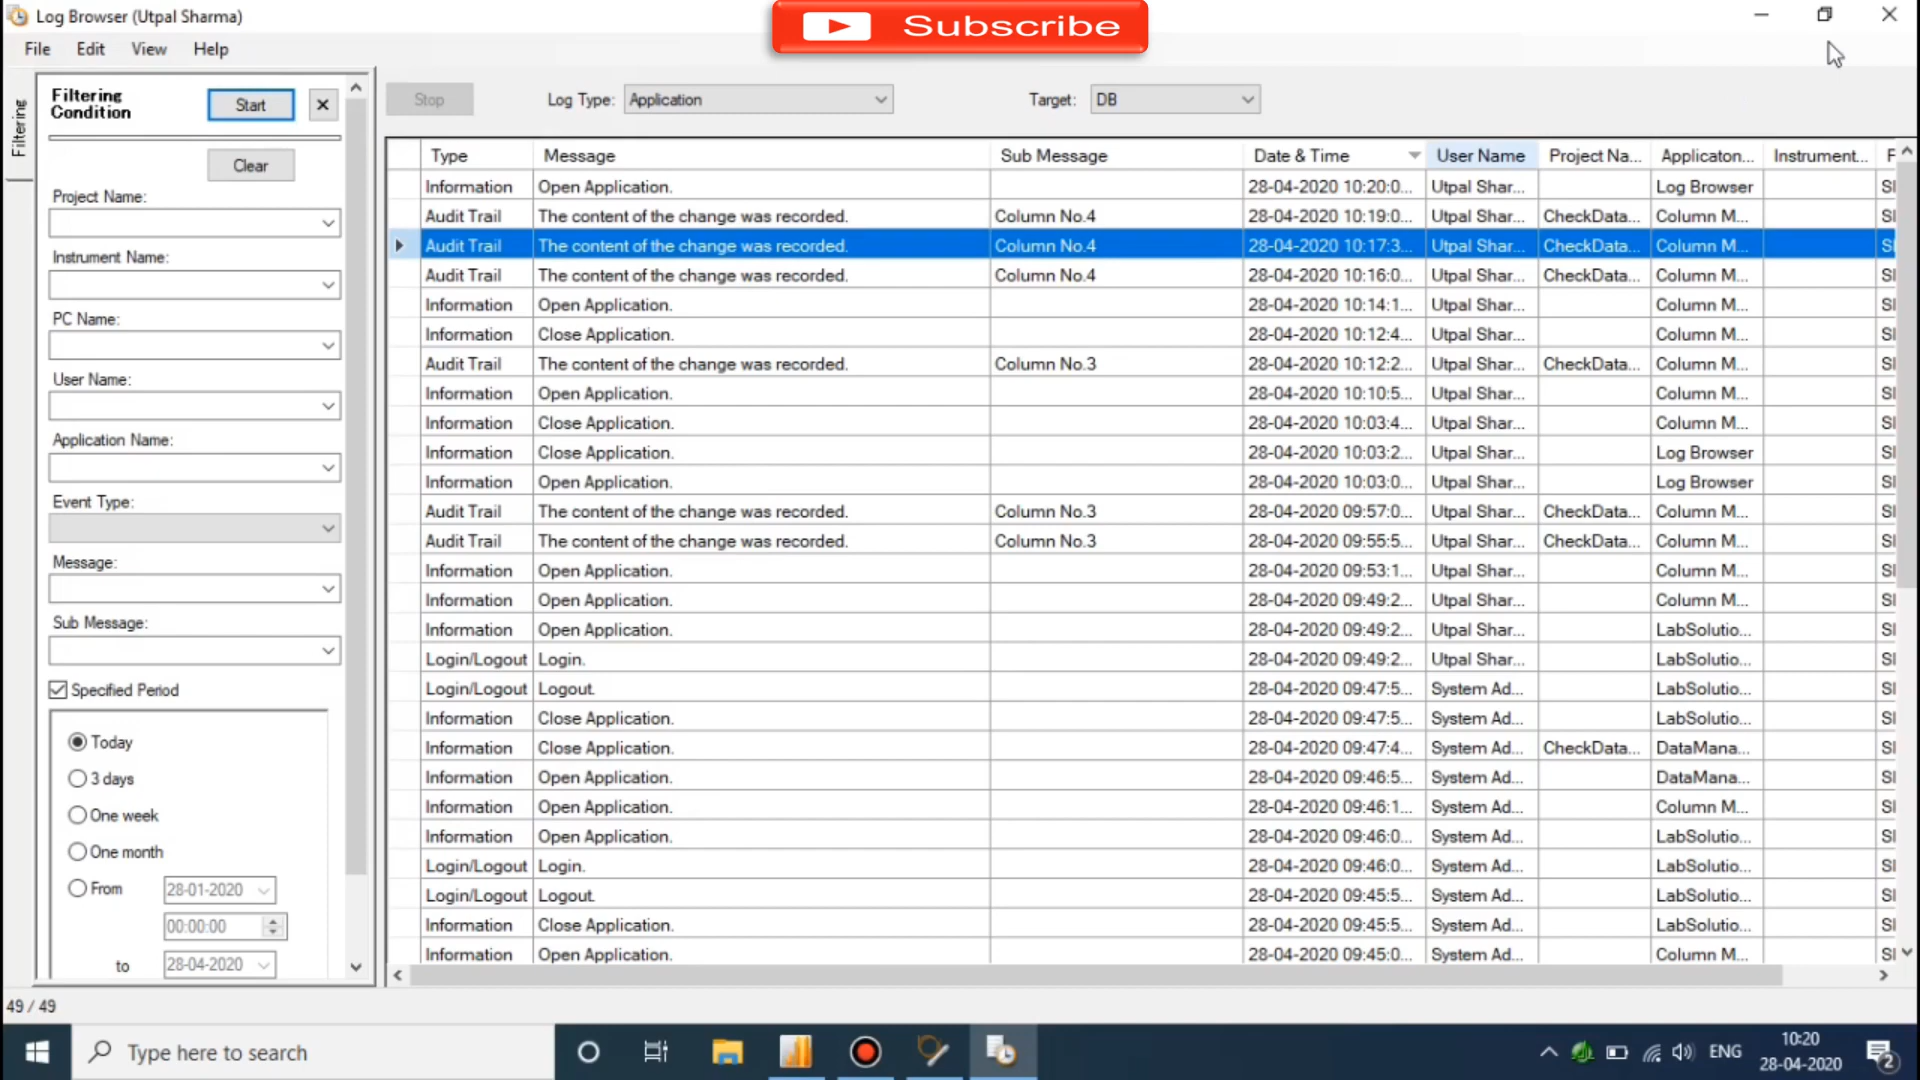 Log Browser (Utpal Sharma)
Subscribe
File Edit View Help
Filtering
Filtering Condition
Start
Clear
Project Name:
Instrument Name:
PC Name:
User Name:
Application Name:
Event Type:
Message:
Sub Message:
Specified Period
Today
3 days
One week
One month
From 28-01-2020
00:00:00
to 28-04-2020
Stop Log Type: Application Target: DB
Type Message Sub Message Date & Time User Name Project Na... Applicaton... Instrument...
Information Open Application. 28-04-2020 10:20:0... Utpal Shar... Log Browser
Audit Trail The content of the change was recorded. Column No.4 28-04-2020 10:19:0... Utpal Shar... CheckData... Column M...
Audit Trail The content of the change was recorded. Column No.4 28-04-2020 10:17:3... Utpal Shar... CheckData... Column M...
Audit Trail The content of the change was recorded. Column No.4 28-04-2020 10:16:0... Utpal Shar... CheckData... Column M...
Information Open Application. 28-04-2020 10:14:1... Utpal Shar... Column M...
Information Close Application. 28-04-2020 10:12:4... Utpal Shar... Column M...
Audit Trail The content of the change was recorded. Column No.3 28-04-2020 10:12:2... Utpal Shar... CheckData... Column M...
Information Open Application. 28-04-2020 10:10:5... Utpal Shar... Column M...
Information Close Application. 28-04-2020 10:03:4... Utpal Shar... Column M...
Information Close Application. 28-04-2020 10:03:2... Utpal Shar... Log Browser
Information Open Application. 28-04-2020 10:03:0... Utpal Shar... Log Browser
Audit Trail The content of the change was recorded. Column No.3 28-04-2020 09:57:0... Utpal Shar... CheckData... Column M...
Audit Trail The content of the change was recorded. Column No.3 28-04-2020 09:55:5... Utpal Shar... CheckData... Column M...
Information Open Application. 28-04-2020 09:53:1... Utpal Shar... Column M...
Information Open Application. 28-04-2020 09:49:2... Utpal Shar... Column M...
Information Open Application. 28-04-2020 09:49:2... Utpal Shar... LabSolutio...
Login/Logout Login. 28-04-2020 09:49:2... Utpal Shar... LabSolutio...
Login/Logout Logout. 28-04-2020 09:47:5... System Ad... LabSolutio...
Information Close Application. 28-04-2020 09:47:5... System Ad... LabSolutio...
Information Close Application. 28-04-2020 09:47:4... System Ad... CheckData... DataMana...
Information Open Application. 28-04-2020 09:46:5... System Ad... DataMana...
Information Open Application. 28-04-2020 09:46:1... System Ad... Column M...
Information Open Application. 28-04-2020 09:46:0... System Ad... LabSolutio...
Login/Logout Login. 28-04-2020 09:46:0... System Ad... LabSolutio...
Login/Logout Logout. 28-04-2020 09:45:5... System Ad... LabSolutio...
Information Close Application. 28-04-2020 09:45:5... System Ad... LabSolutio...
Information Open Application. 28-04-2020 09:45:0... System Ad... Column M...
49 / 49
Type here to search
ENG
10:20
28-04-2020
2